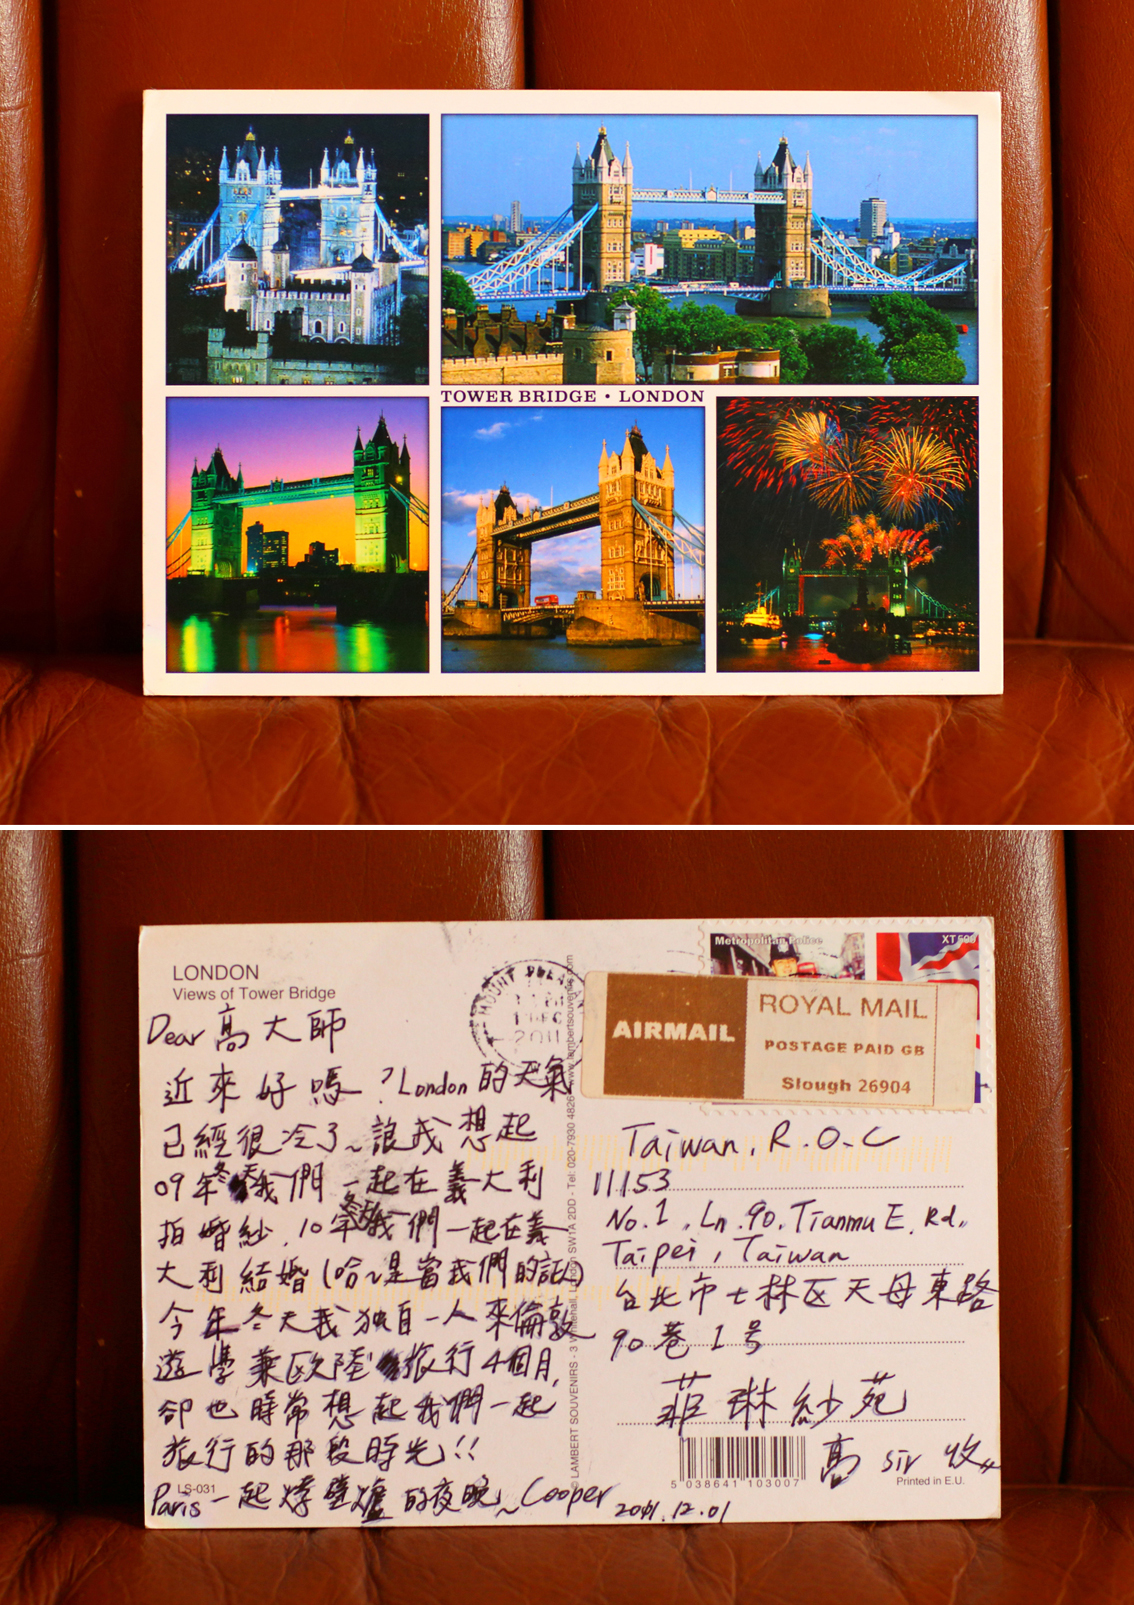 TOWER BRIDGE • LONDON
LONDON
Views of Tower Bridge
Dear 高大師
近來好嗎?London的天氣
已經很冷了~讓我想起
09年冬天我們一起在義大利
拍婚紗,10年冬天我們一起在義
大利結婚(哈~是當我們的証人)
今年冬天我独自一人來倫敦
遊學兼歐陸旅行4個月,
卻也時常想起我們一起
旅行的那段時光!!
Paris一起烤壁爐的夜晚~Cooper
2011.12.01
LS-031
MOUNT PLEASANT
DEC
2011
© LAMBERT SOUVENIRS - 3 Whitehall, London SW1A 2DD - Tel: 020-7930 4826 - www.lambertsouvenirs.com
Metropolitan Police
AIRMAIL
ROYAL MAIL
POSTAGE PAID GB
Slough 26904
Taiwan, R.O.C
11153
No.1, Ln.90, Tianmu E. Rd.,
Taipei, Taiwan
台北市士林区天母東路
90巷1号
菲琳紗苑
高 sir 收
5 038641 103007
Printed in E.U.